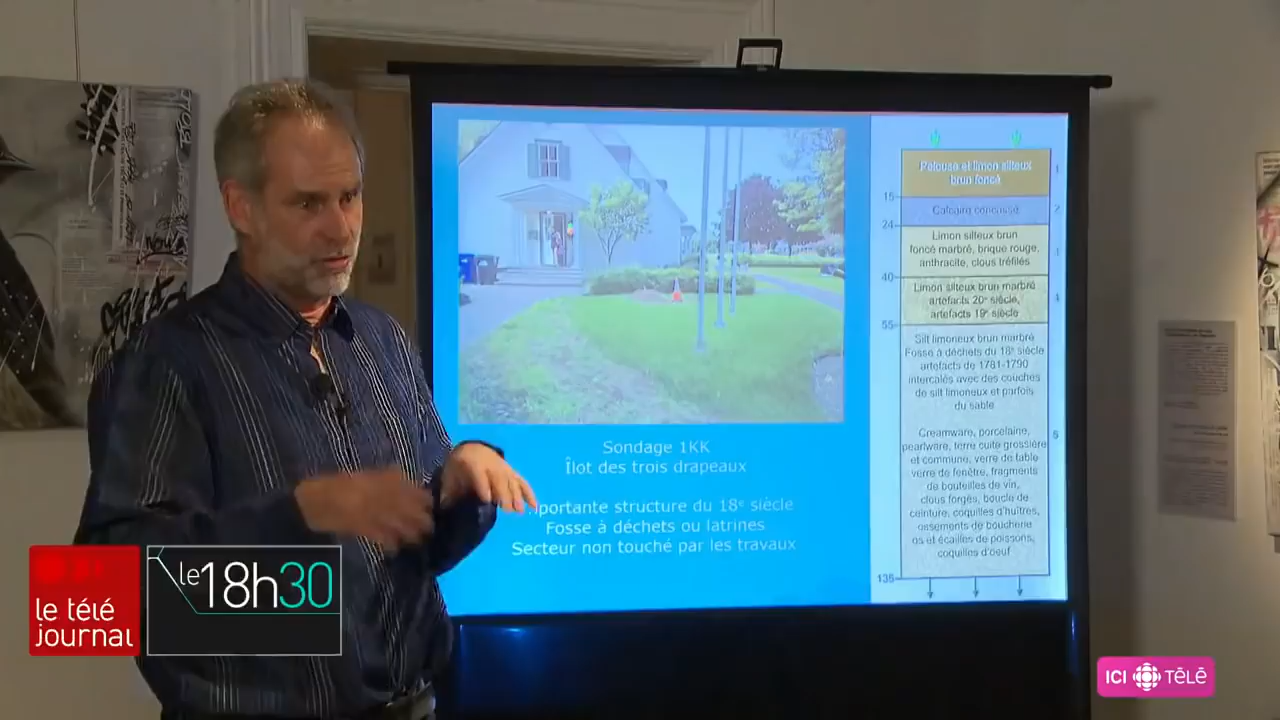 Sondage 1KK
Îlot des trois drapeaux
portante structure du 18e siècle
Fosse à déchets ou latrines
Secteur non touché par les travaux
Pelouse et limon silteux
brun foncé
15
Calcaire concassé
24
Limon silteux brun
foncé marbré, brique rouge,
anthracite, clous tréfilés
40
Limon silteux brun marbré
artefacts 20e siècle,
artefacts 19e siècle
55
Silt limoneux brun marbré
Fosse à déchets du 18e siècle
artefacts de 1781-1790
intercalés avec des couches
de silt limoneux et parfois
du sable
Creamware, porcelaine,
pearlware, terre cuite grossière
et commune, verre de table
verre de fenêtre, fragments
de bouteilles de vin,
clous forgés, boucle de
ceinture, coquilles d'huîtres,
ossements de boucherie
os et écailles de poissons,
coquilles d'oeuf
135
1
2
4
5
le télé
journal
le 18h30
ICI TÉLÉ